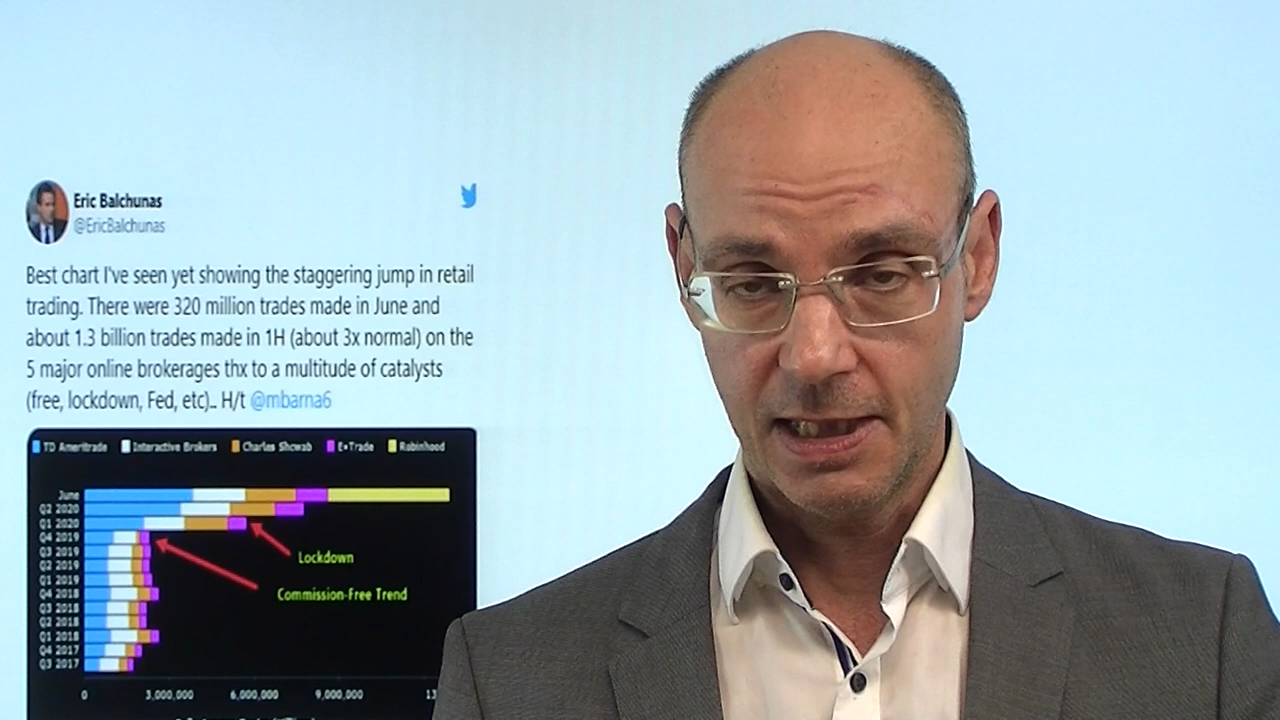 Eric Balchunas
@EricBalchunas
Best chart I've seen yet showing the staggering jump in retail
trading. There were 320 million trades made in June and
about 1.3 billion trades made in 1H (about 3x normal) on the
5 major online brokerages thx to a multitude of catalysts
(free, lockdown, Fed, etc).. H/t @mbarna6
TD Ameritrade Interactive Brokers Charles Shcwab E*Trade Robinhood
June
Q2 2020
Q1 2020
Q4 2019
Q3 2019
Q2 2019
Q1 2019
Q4 2018
Q3 2018
Q2 2018
Q1 2018
Q4 2017
Q3 2017
Lockdown
Commission-Free Trend
0 3,000,000 6,000,000 9,000,000